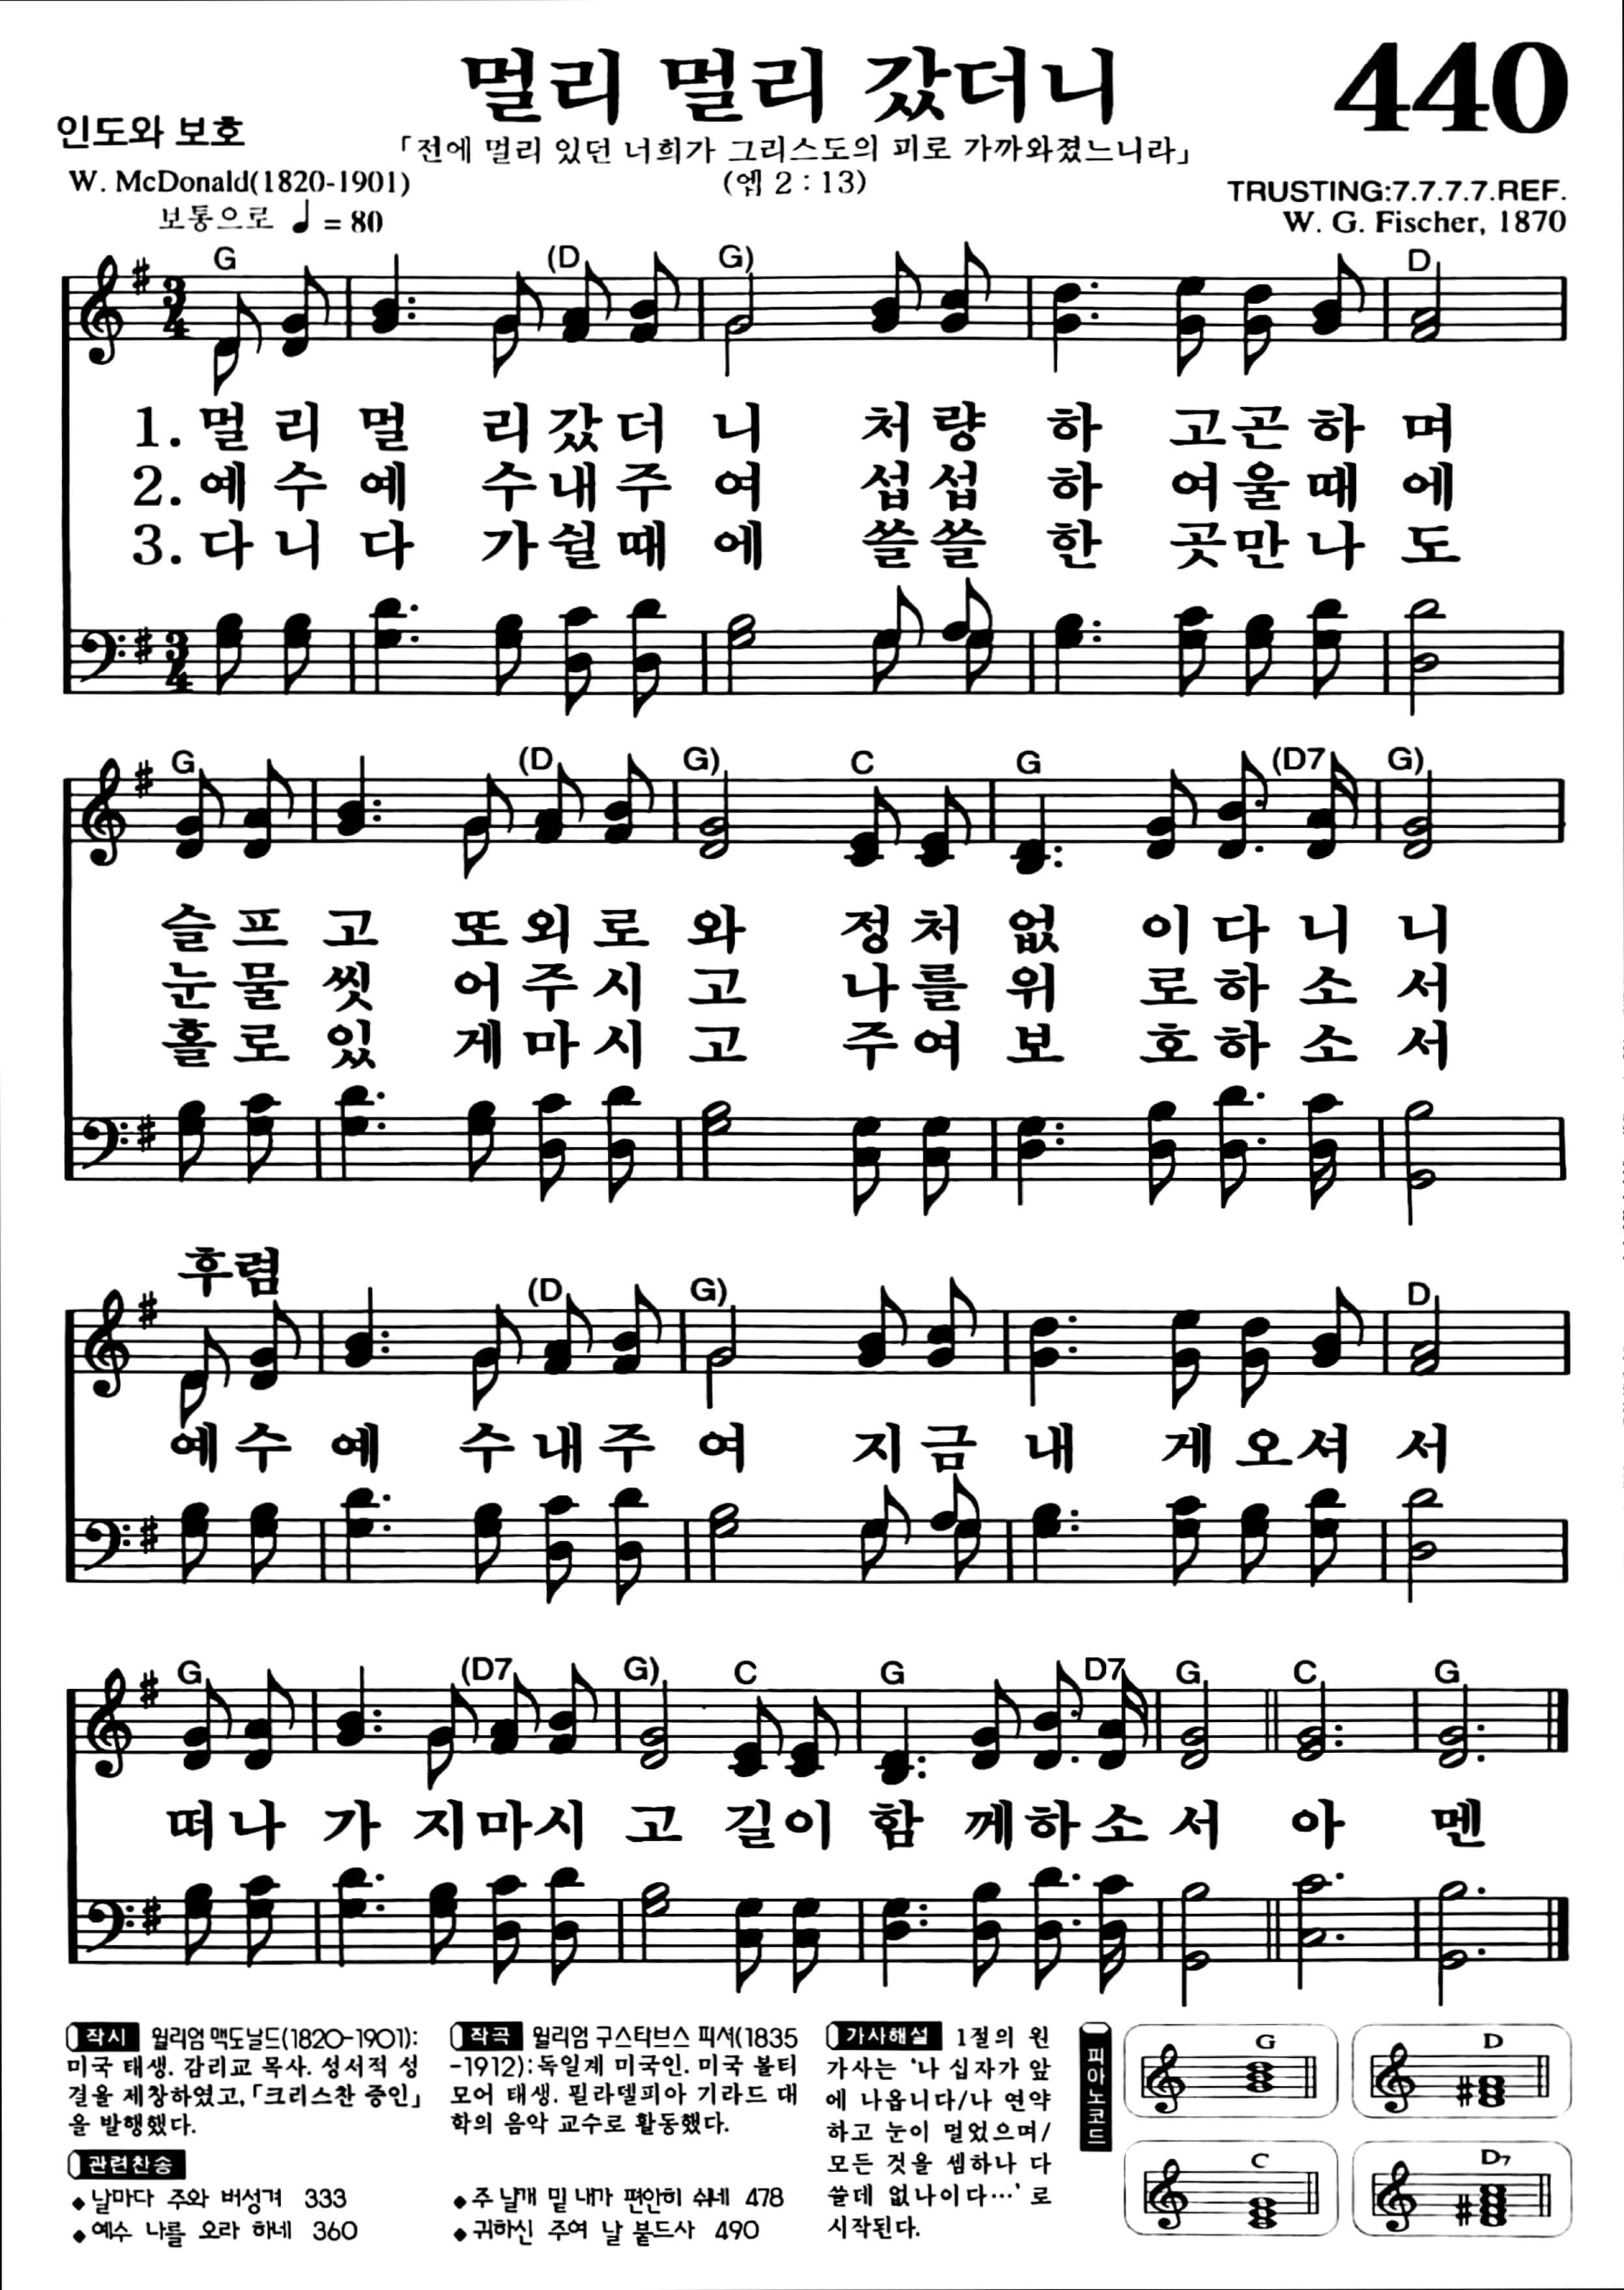 멀리 멀리 갔더니
440
인도와 보호
「전에 멀리 있던 너희가 그리스도의 피로 가까와졌느니라」
W. McDonald(1820-1901)
(엡 2 : 13)
TRUSTING:7.7.7.7.REF.
보통으로 ♩ = 80
W. G. Fischer, 1870
G (D G) D
3 4
1. 멀 리 멀 리 갔 더 니 처 량 하 고 곤 하 며
2. 예 수 예 수 내 주 여 섭 섭 하 여 울 때 에
3. 다 니 다 가 쉴 때 에 쓸 쓸 한 곳 만 나 도
3 4
G (D G) C G (D7 G)
슬 프 고 또 외 로 와 정 처 없 이 다 니 니
눈 물 씻 어 주 시 고 나 를 위 로 하 소 서
홀 로 있 게 마 시 고 주 여 보 호 하 소 서
후렴
(D G) D
예 수 예 수 내 주 여 지 금 내 게 오 셔 서
G (D7 G) C G D7 G C G
떠 나 가 지 마 시 고 길 이 함 께 하 소 서 아 멘
작시 윌리엄 맥도날드(1820-1901):
미국 태생. 감리교 목사. 성서적 성
결을 제창하였고, 「크리스찬 증인」
을 발행했다.
작곡 윌리엄 구스타브스 피셔(1835
-1912):독일계 미국인. 미국 볼티
모어 태생. 필라델피아 기라드 대
학의 음악 교수로 활동했다.
가사해설 1절의 원
가사는 '나 십자가 앞
에 나옵니다/나 연약
하고 눈이 멀었으며/
모든 것을 셈하나 다
쓸데 없나이다…'로
시작된다.
관련찬송
◆날마다 주와 버성겨 333
◆예수 나를 오라 하네 360
◆주 날개 밑 내가 편안히 쉬네 478
◆귀하신 주여 날 붙드사 490
피아노코드
G
D
C
D7